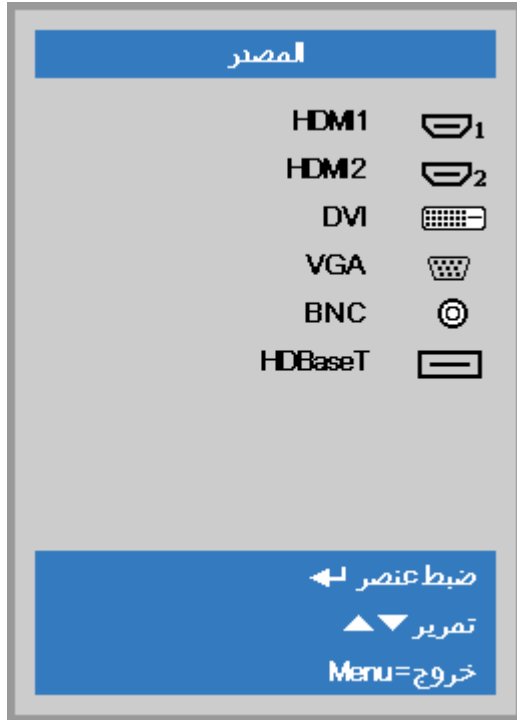 المصدر
HDMI1
HDMI2
DVI
VGA
BNC
HDBaseT
ضبط عنصر
تمرير
خروج=Menu